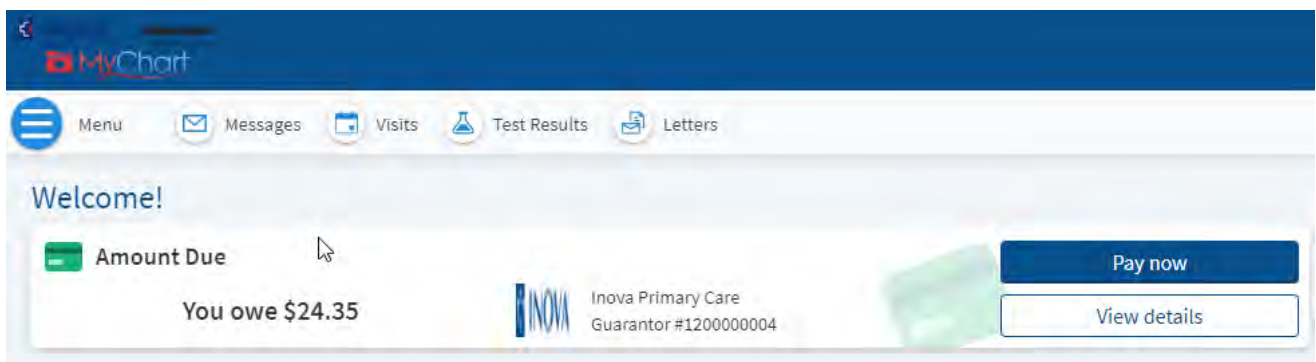 MyChart
Menu Messages Visits Test Results Letters
Welcome!
Amount Due
You owe $24.35
INOVA
Inova Primary Care
Guarantor #1200000004
Pay now
View details